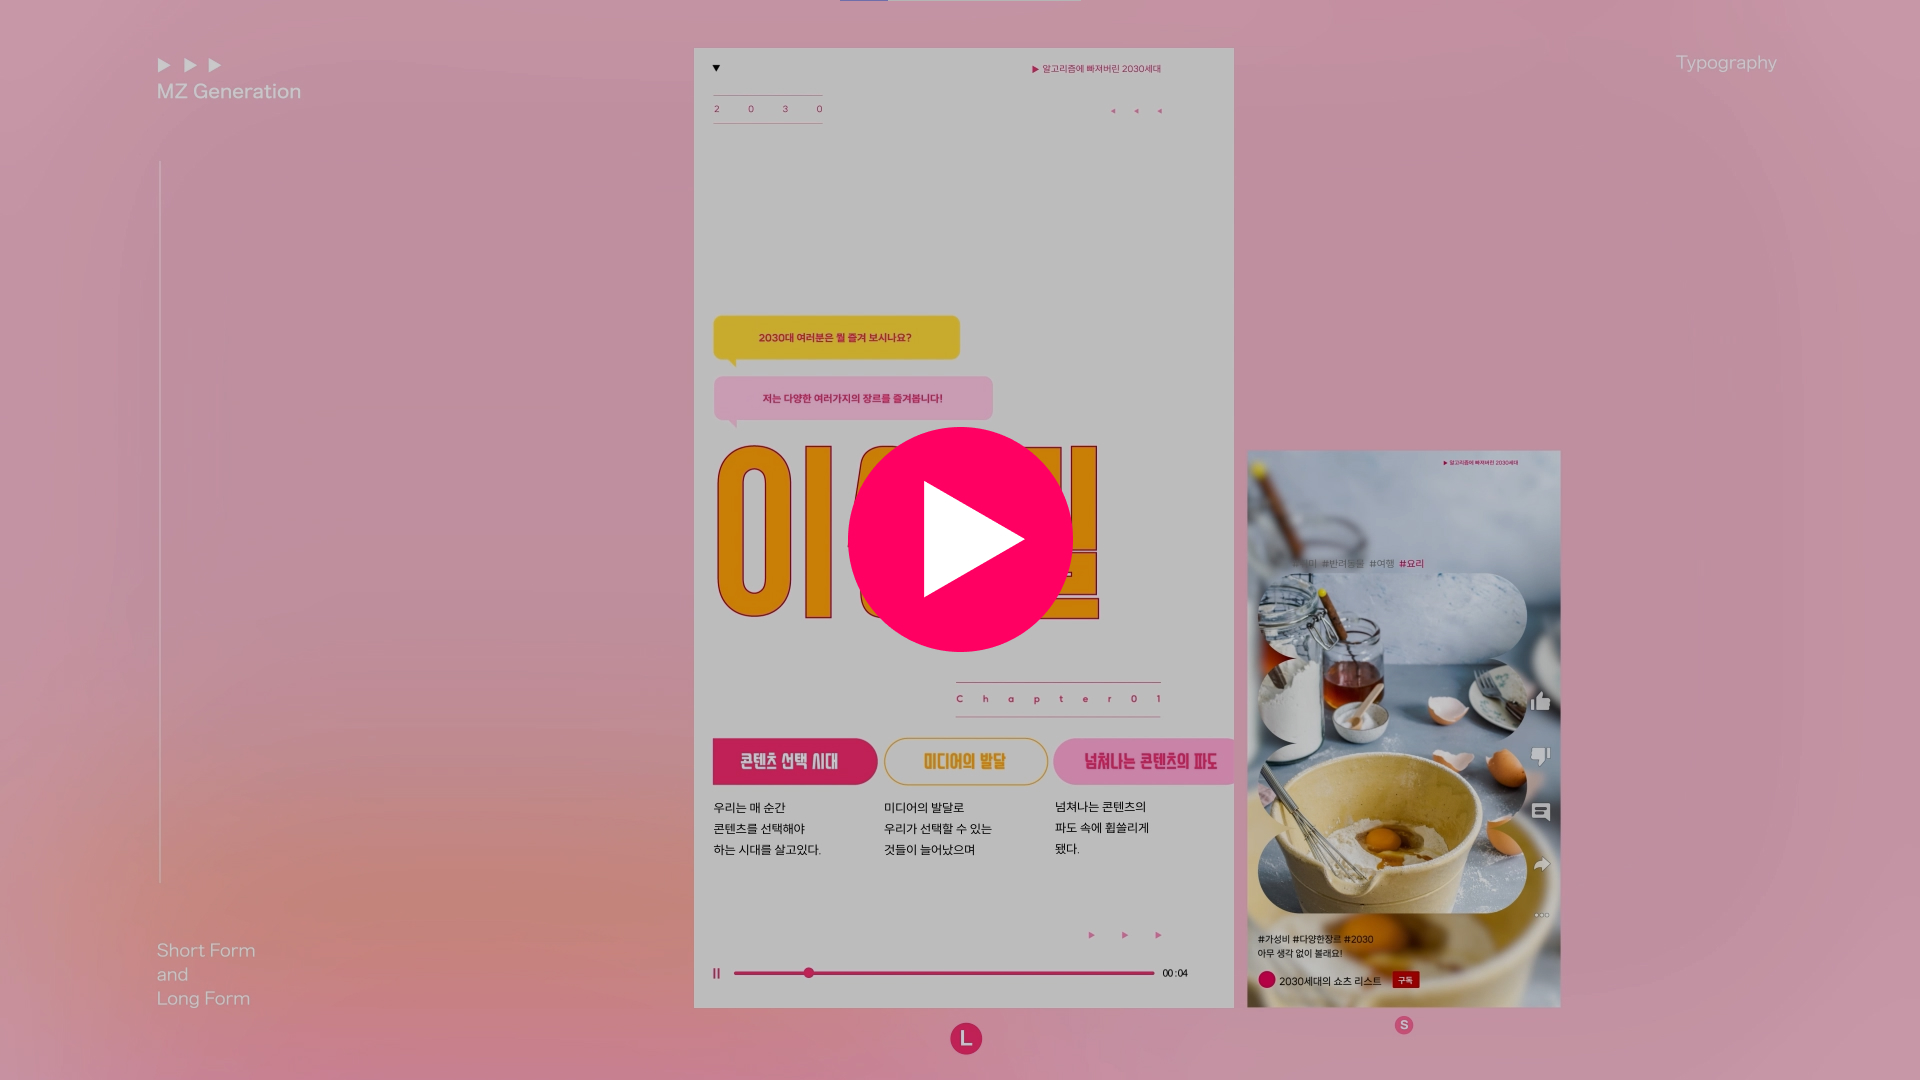 MZ Generation
Typography
▶ 알고리즘에 빠져버린 2030세대
2 0 3 0
2030대 여러분은 뭘 즐겨 보시나요?
저는 다양한 여러가지의 장르를 즐겨봅니다!
Chapter01
콘텐츠 선택 시대
미디어의 발달
넘쳐나는 콘텐츠의 파도
우리는 매 순간
콘텐츠를 선택해야
하는 시대를 살고있다.
미디어의 발달로
우리가 선택할 수 있는
것들이 늘어났으며
넘쳐나는 콘텐츠의
파도 속에 휩쓸리게
됐다.
00:04
L
▶ 알고리즘에 빠져버린 2030세대
#여행 #요리
#가성비 #다양한장르 #2030
아무 생각 없이 볼래요!
2030세대의 쇼츠 리스트
구독
S
Short Form
and
Long Form